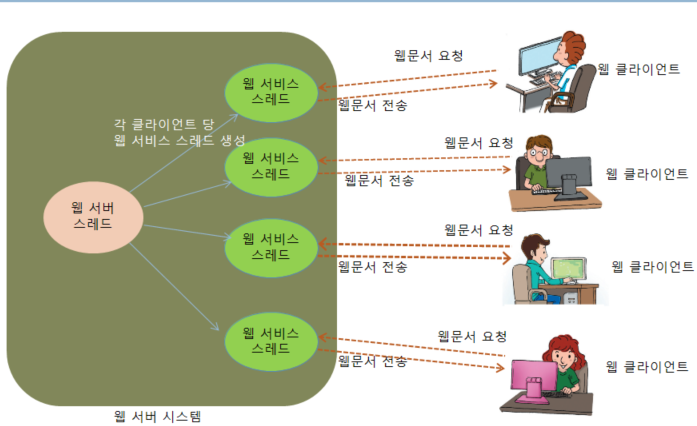 웹문서 요청
웹 클라이언트
웹 서비스
스레드
웹문서 전송
각 클라이언트 당
웹 서비스 스레드 생성
웹문서 요청
웹 서비스
스레드
웹 클라이언트
웹문서 전송
웹 서버
스레드
웹문서 요청
웹 서비스
스레드
웹문서 전송
웹 클라이언트
웹 서비스
스레드
웹문서 요청
웹문서 전송
웹 클라이언트
웹 서버 시스템